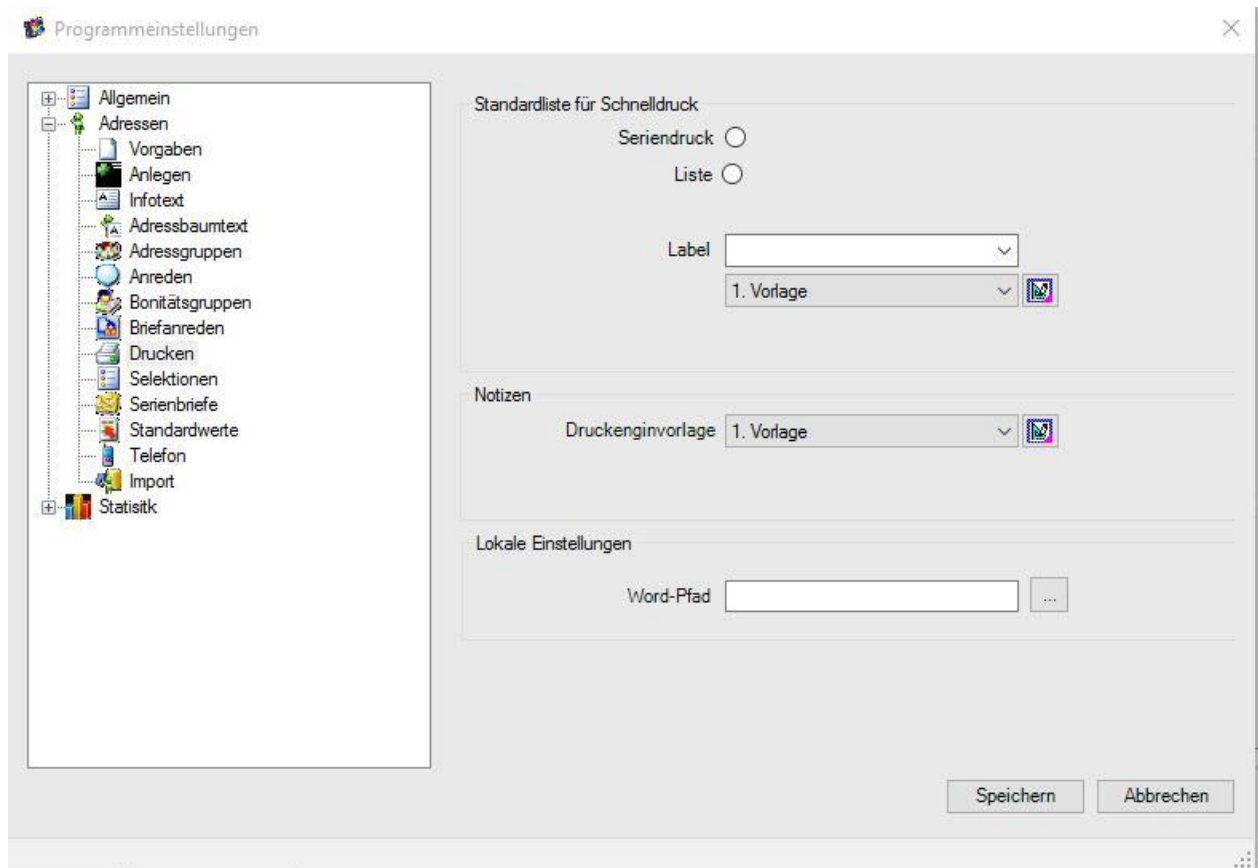 Programmeinstellungen
Allgemein
Adressen
Vorgaben
Anlegen
Infotext
Adressbaumtext
Adressgruppen
Anreden
Bonitätsgruppen
Briefanreden
Drucken
Selektionen
Serienbriefe
Standardwerte
Telefon
Import
Statisitk
Standardliste für Schnelldruck
Seriendruck
Liste
Label
1. Vorlage
Notizen
Druckenginvorlage 1. Vorlage
Lokale Einstellungen
Word-Pfad ...
Speichern Abbrechen